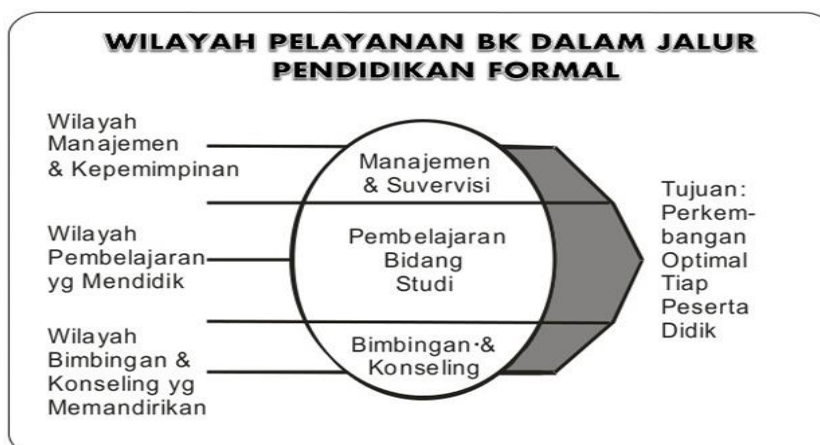 WILAYAH PELAYANAN BK DALAM JALUR
PENDIDIKAN FORMAL
Wilayah
Manajemen
& Kepemimpinan
Wilayah
Pembelajaran
yg Mendidik
Wilayah
Bimbingan &
Konseling yg
Memandirikan
Manajemen
& Suvervisi
Pembelajaran
Bidang
Studi
Bimbingan·&
Konseling
Tujuan:
Perkem-
bangan
Optimal
Tiap
Peserta
Didik